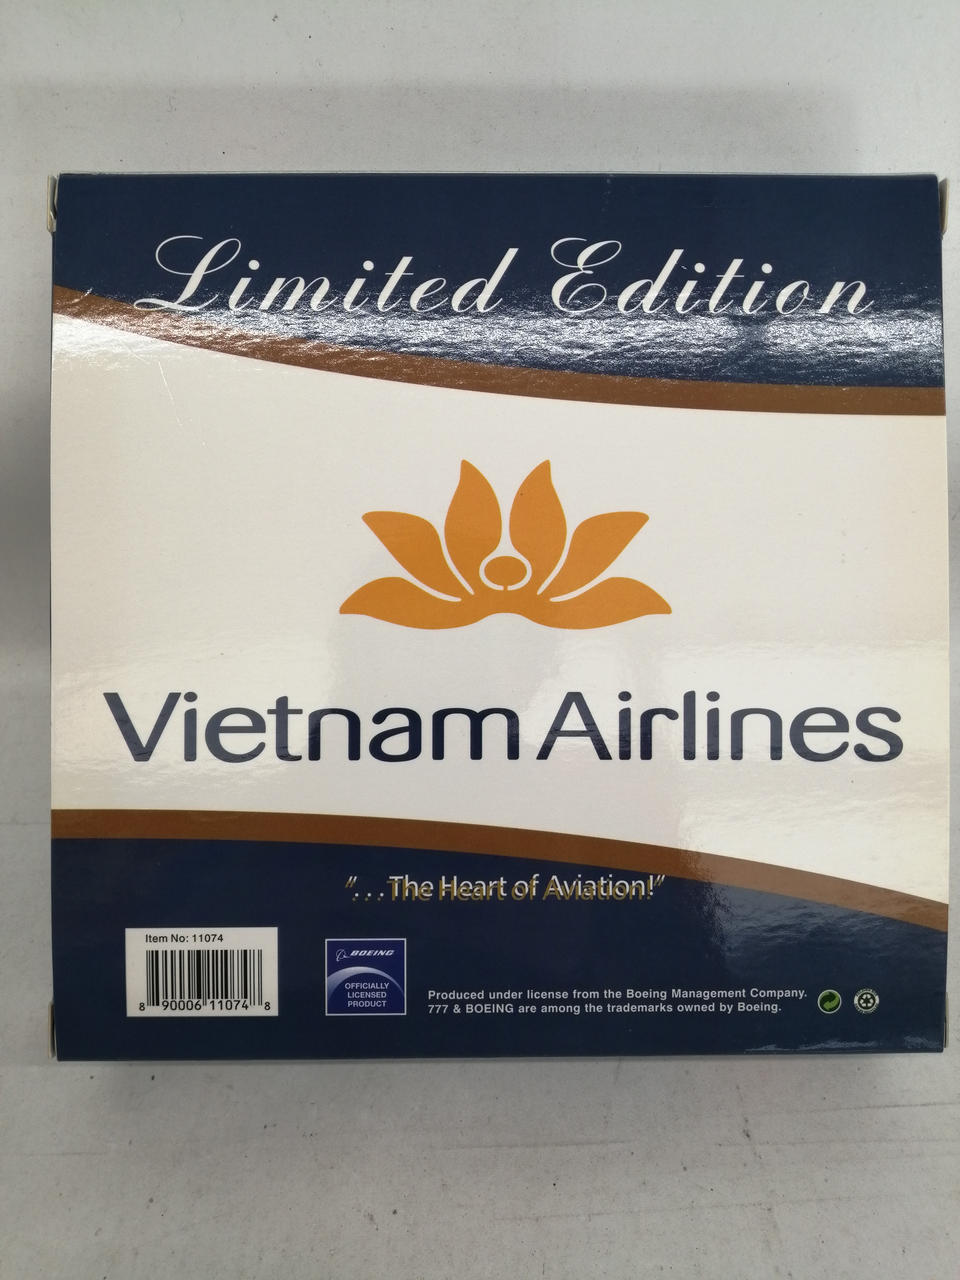 Limited Edition
Vietnam Airlines
“...The Heart of Aviation!”
Item No: 11074
8 90006 11074 8
BOEING
OFFICIALLY
LICENSED
PRODUCT
Produced under license from the Boeing Management Company.
777 & BOEING are among the trademarks owned by Boeing.